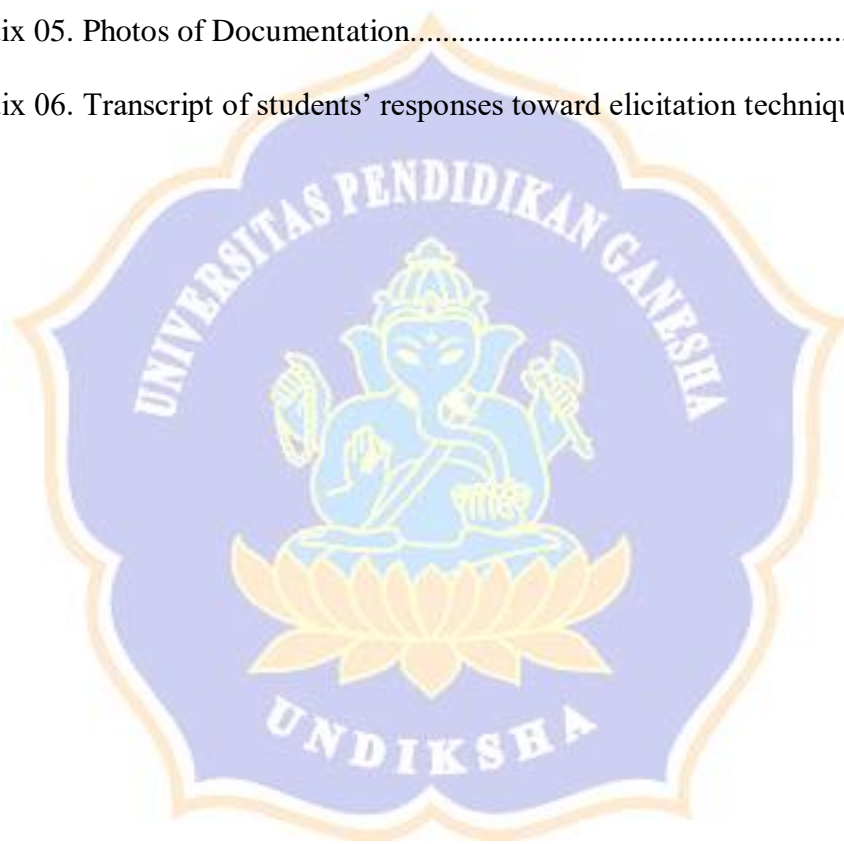 ix 05. Photos of Documentation......................................................
ix 06. Transcript of students’ responses toward elicitation techniqu
UNIVERSITAS PENDIDIKAN GANESHA
UNDIKSHA